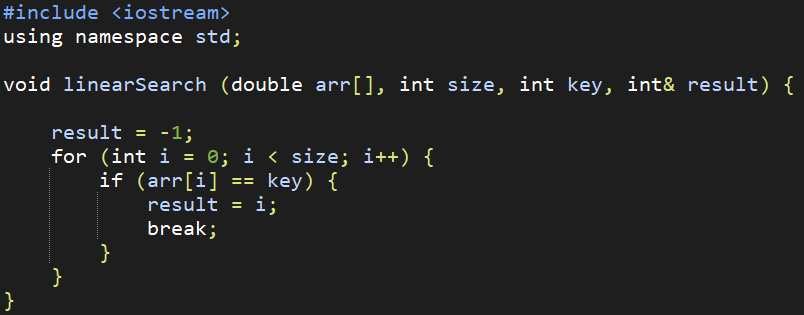 #include <iostream>
using namespace std;

void linearSearch (double arr[], int size, int key, int& result) {

    result = -1;
    for (int i = 0; i < size; i++) {
        if (arr[i] == key) {
            result = i;
            break;
        }
    }
}